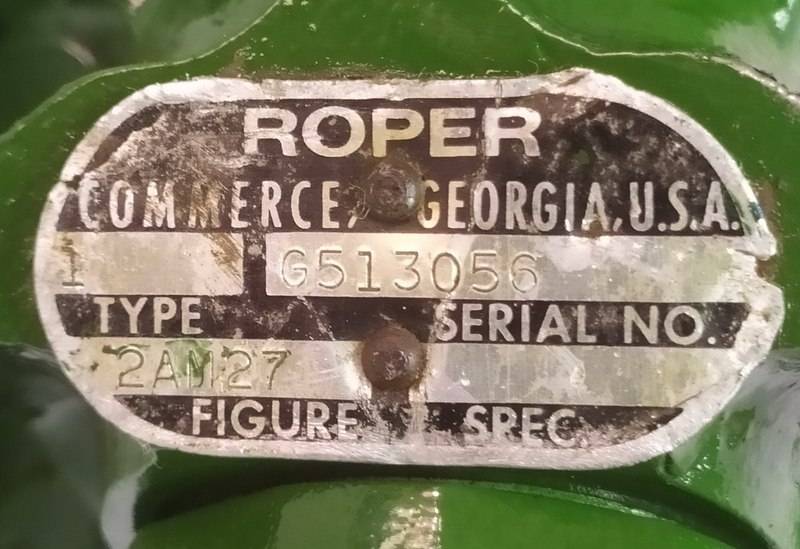 ROPER
COMMERCE, GEORGIA, U.S.A.
1 G513056
TYPE SERIAL NO.
2AM27
FIGURE SPEC.